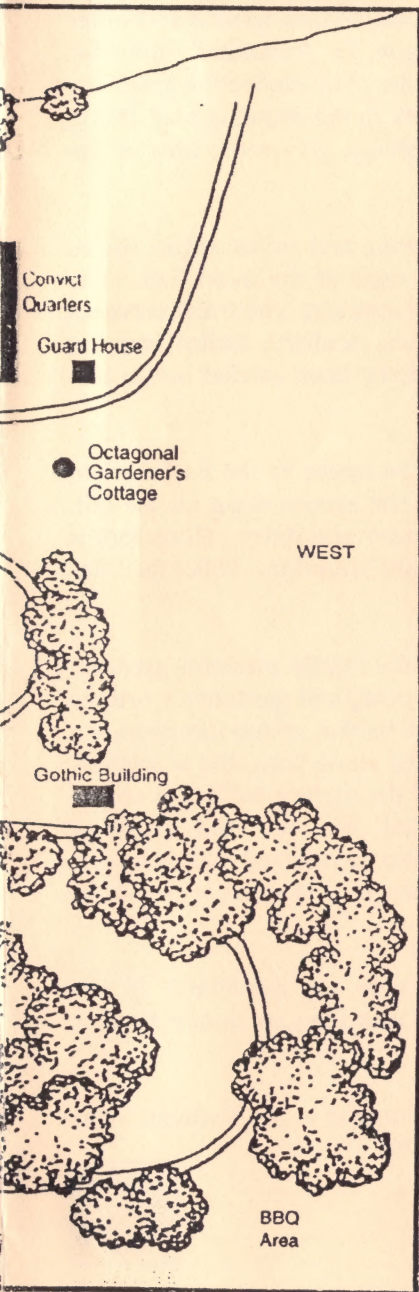 Convict
Quarters
Guard House
Octagonal
Gardener's
Cottage
WEST
Gothic Building
BBQ
Area